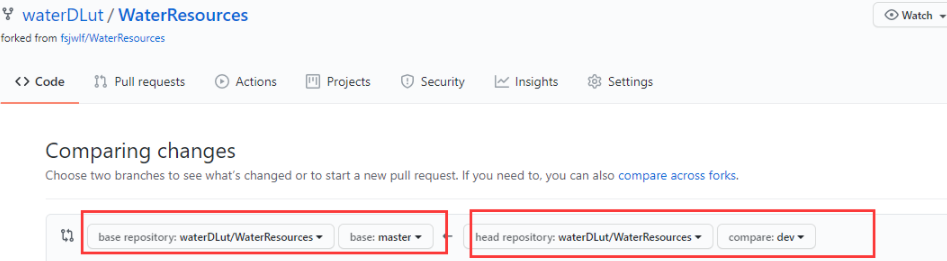 waterDLut / WaterResources
Watch
forked from fsjwlf/WaterResources
Code Pull requests Actions Projects Security Insights Settings
Comparing changes
Choose two branches to see what's changed or to start a new pull request. If you need to, you can also compare across forks.
base repository: waterDLut/WaterResources base: master ← head repository: waterDLut/WaterResources compare: dev